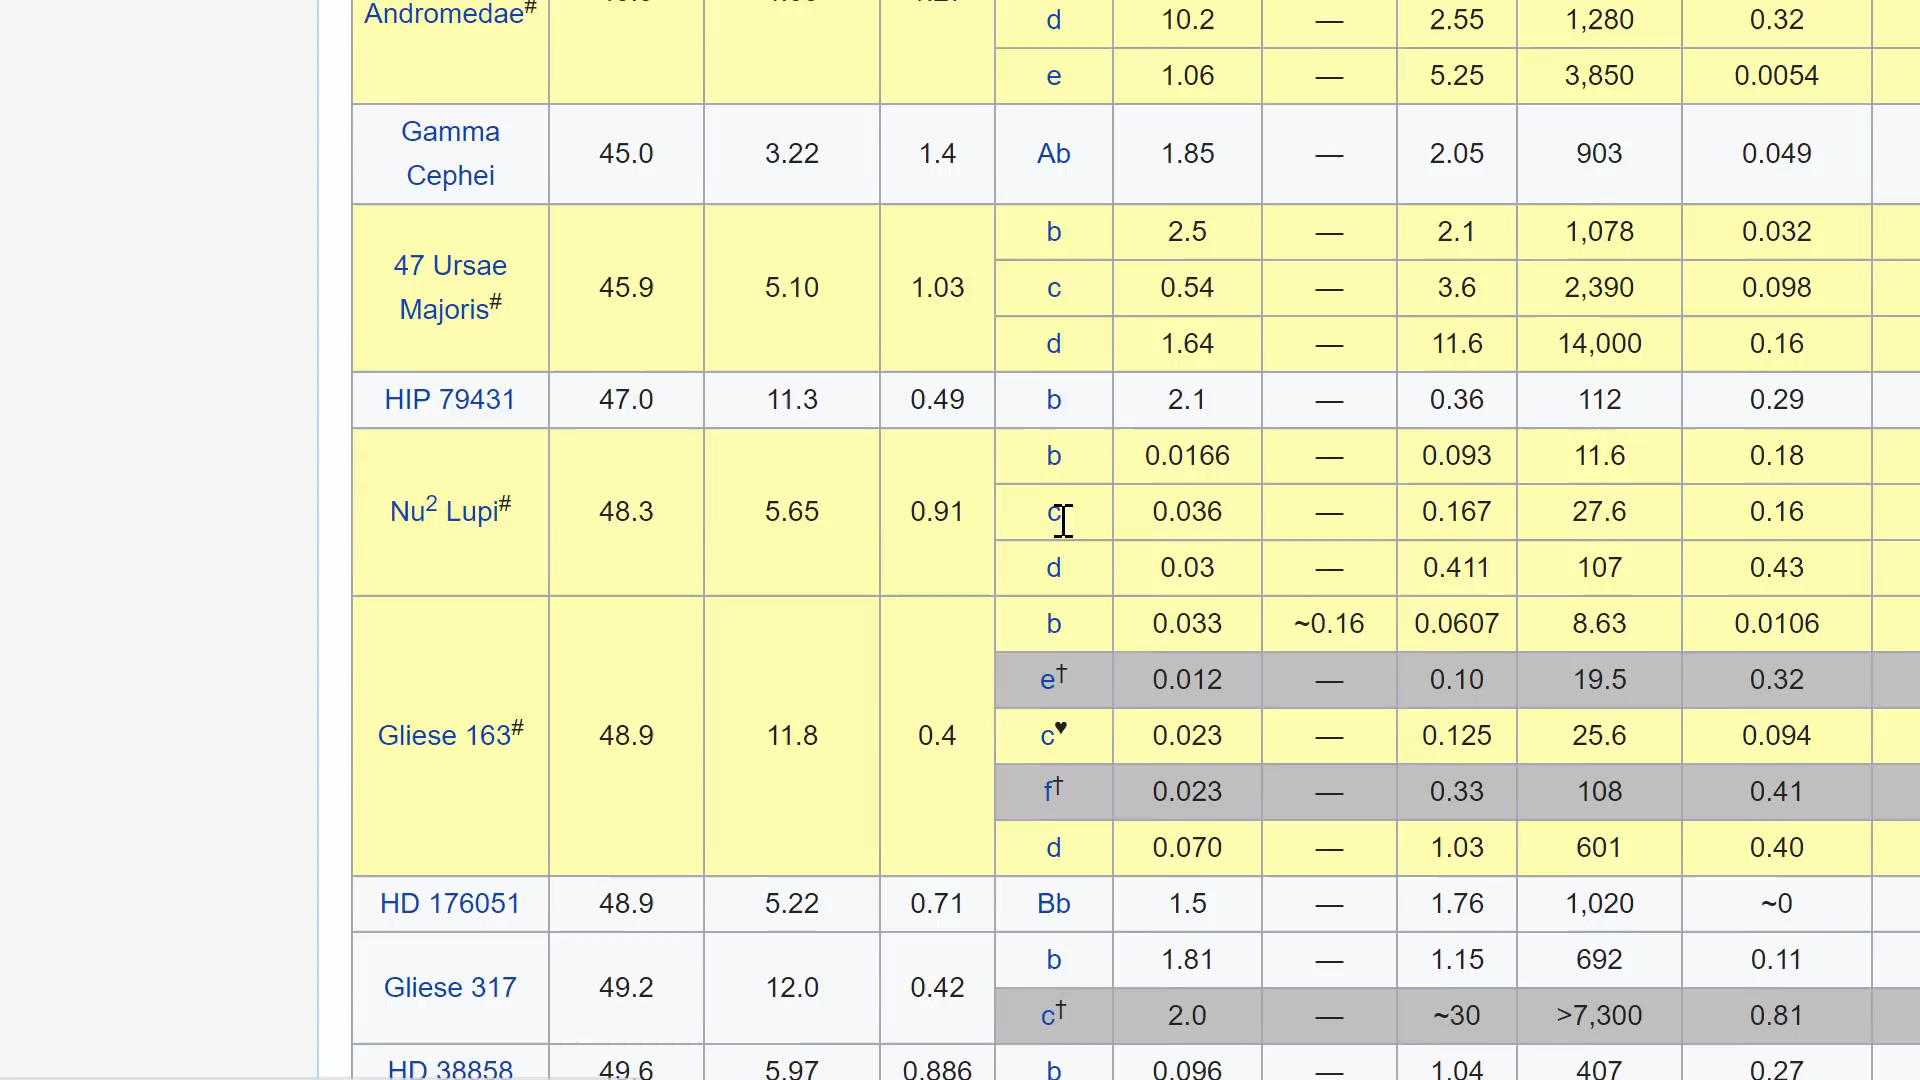 Andromedae#
d 10.2 — 2.55 1,280 0.32
e 1.06 — 5.25 3,850 0.0054
Gamma
Cephei 45.0 3.22 1.4 Ab 1.85 — 2.05 903 0.049
47 Ursae
Majoris# 45.9 5.10 1.03 b 2.5 — 2.1 1,078 0.032
c 0.54 — 3.6 2,390 0.098
d 1.64 — 11.6 14,000 0.16
HIP 79431 47.0 11.3 0.49 b 2.1 — 0.36 112 0.29
Nu2 Lupi# 48.3 5.65 0.91 b 0.0166 — 0.093 11.6 0.18
c 0.036 — 0.167 27.6 0.16
d 0.03 — 0.411 107 0.43
Gliese 163# 48.9 11.8 0.4 b 0.033 ~0.16 0.0607 8.63 0.0106
e† 0.012 — 0.10 19.5 0.32
c♥ 0.023 — 0.125 25.6 0.094
f† 0.023 — 0.33 108 0.41
d 0.070 — 1.03 601 0.40
HD 176051 48.9 5.22 0.71 Bb 1.5 — 1.76 1,020 ~0
Gliese 317 49.2 12.0 0.42 b 1.81 — 1.15 692 0.11
c† 2.0 — ~30 >7,300 0.81
HD 38858 49.6 5.97 0.886 b 0.096 — 1.04 407 0.27